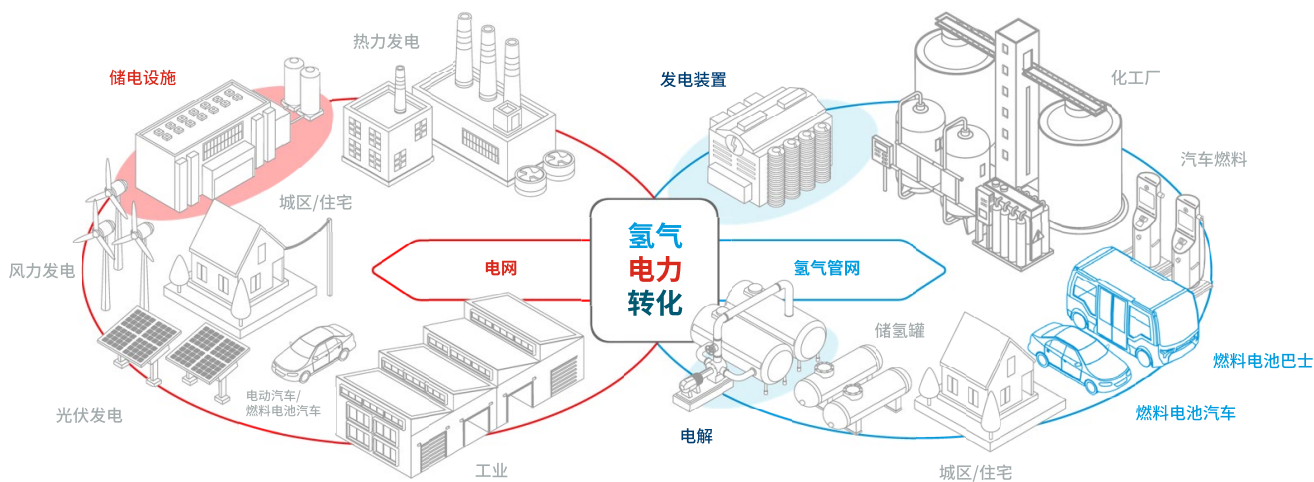 热力发电
储电设施
发电装置
化工厂
汽车燃料
城区/住宅
氢气
电力
转化
风力发电
电网
氢气管网
储氢罐
燃料电池巴士
电动汽车/
燃料电池汽车
光伏发电
燃料电池汽车
电解
工业
城区/住宅